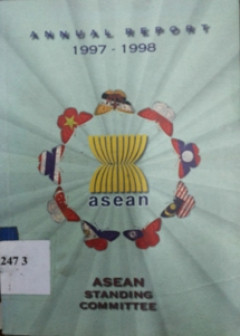 ANNUAL REPORT
1997 - 1998
asean
247 3
ASEAN
STANDING
COMMITTEE